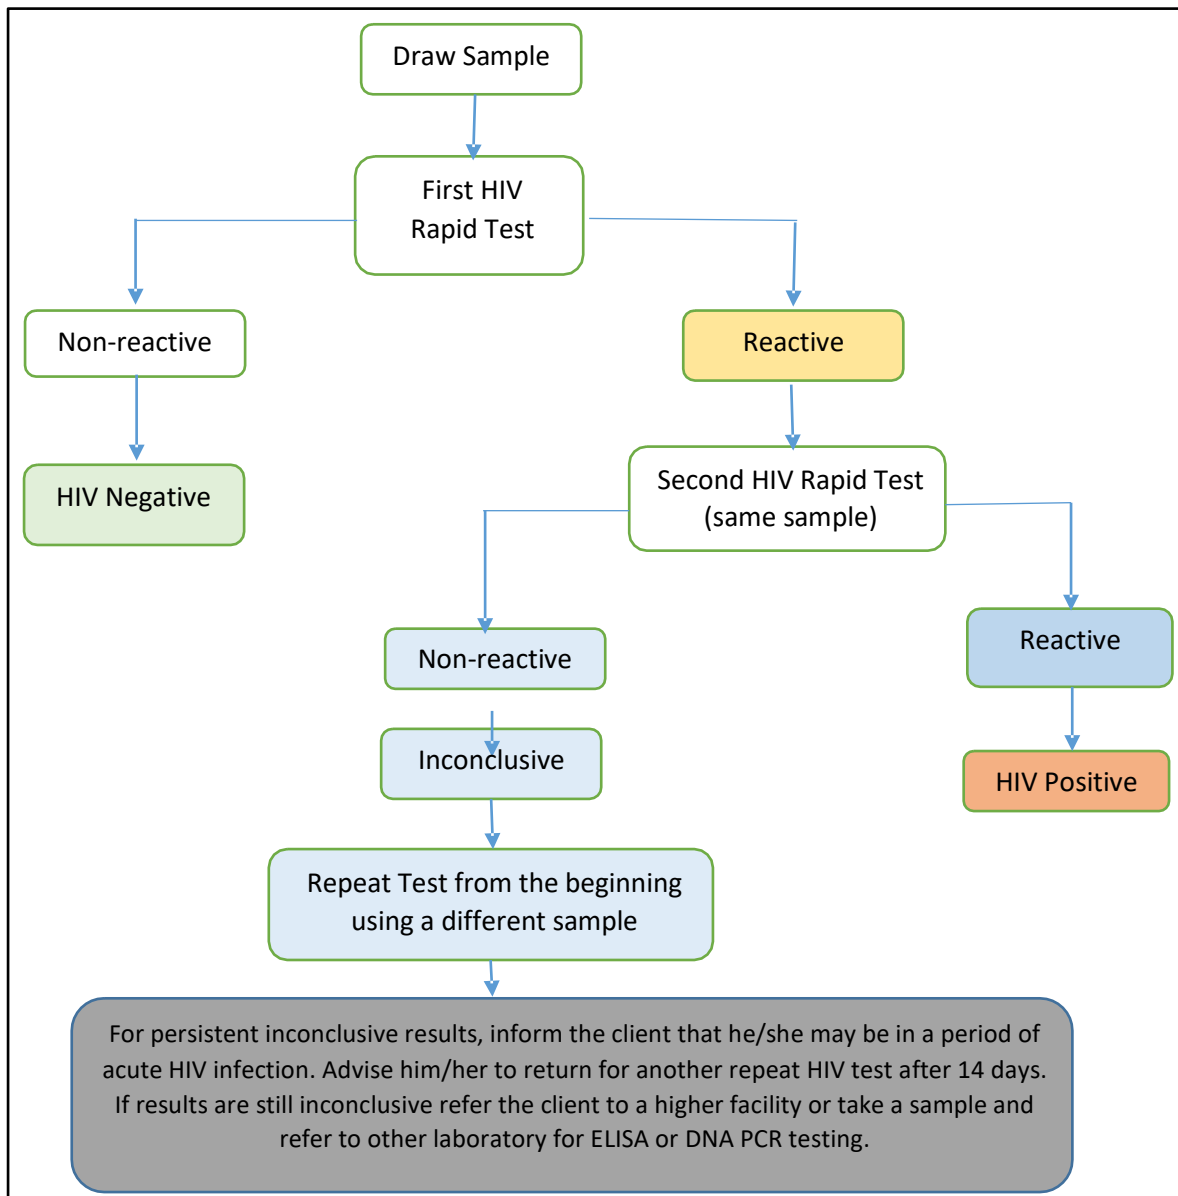 Draw Sample
First HIV
Rapid Test
Non-reactive
Reactive
HIV Negative
Second HIV Rapid Test
(same sample)
Non-reactive
Reactive
Inconclusive
HIV Positive
Repeat Test from the beginning
using a different sample
For persistent inconclusive results, inform the client that he/she may be in a period of
acute HIV infection. Advise him/her to return for another repeat HIV test after 14 days.
If results are still inconclusive refer the client to a higher facility or take a sample and
refer to other laboratory for ELISA or DNA PCR testing.